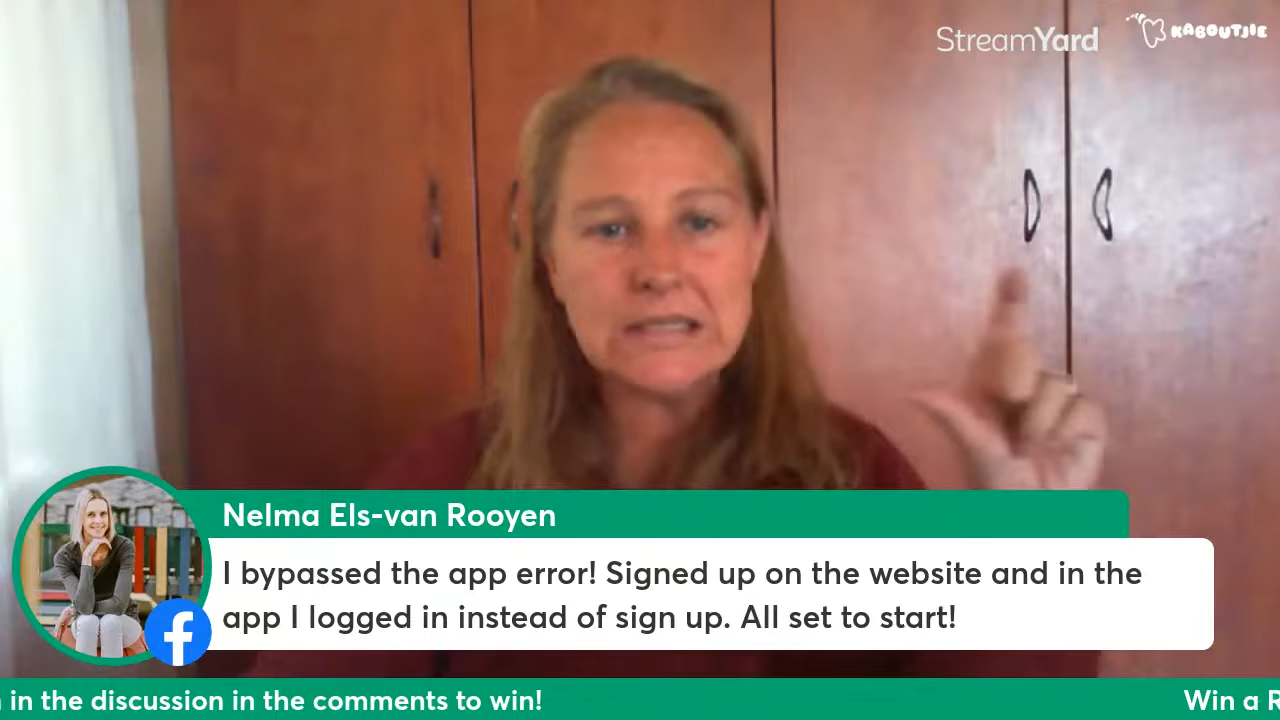 StreamYard
KABOUTJIE
Nelma Els-van Rooyen
I bypassed the app error! Signed up on the website and in the
app I logged in instead of sign up. All set to start!
in the discussion in the comments to win!
Win a